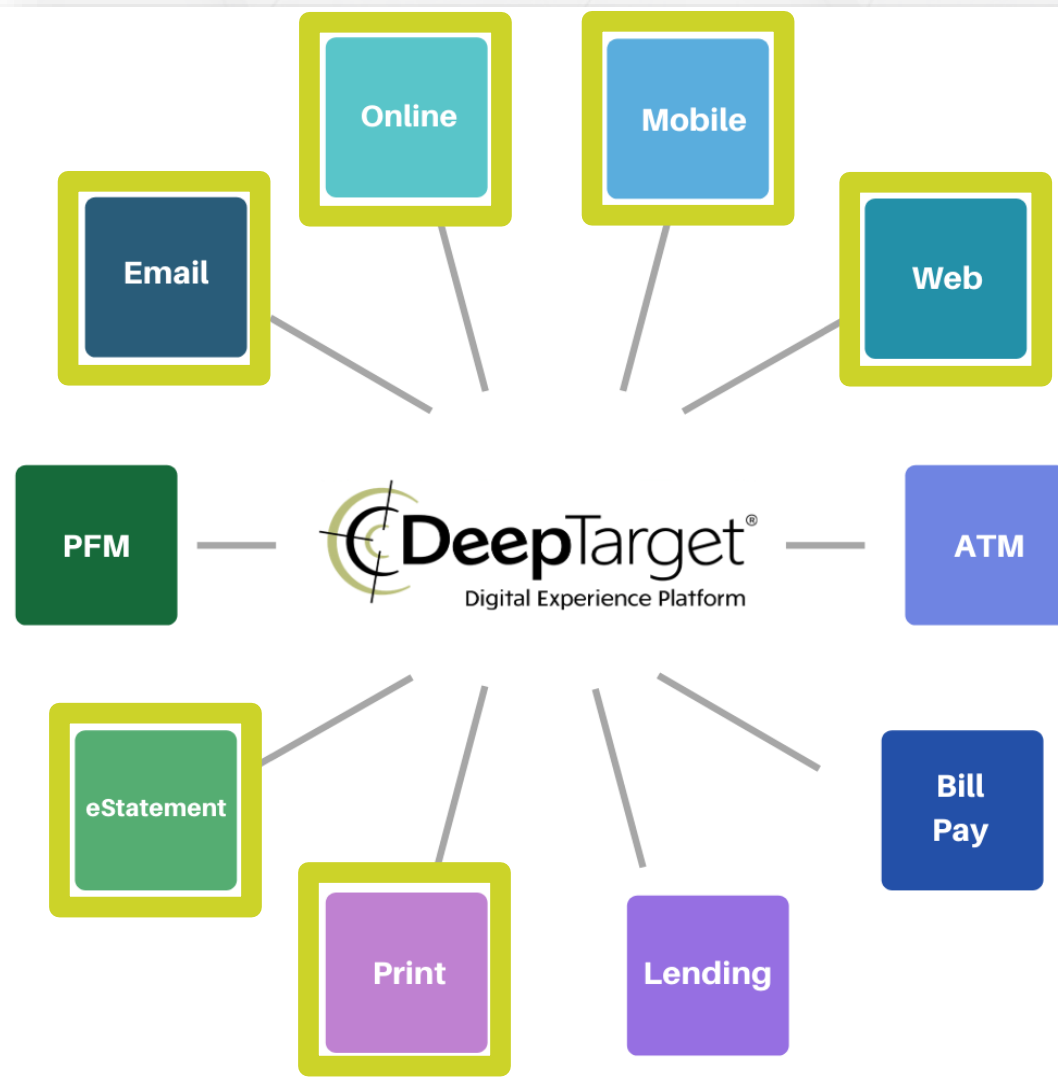 Online
Mobile
Email
Web
PFM
DeepTarget®
Digital Experience Platform
ATM
eStatement
Bill
Pay
Print
Lending